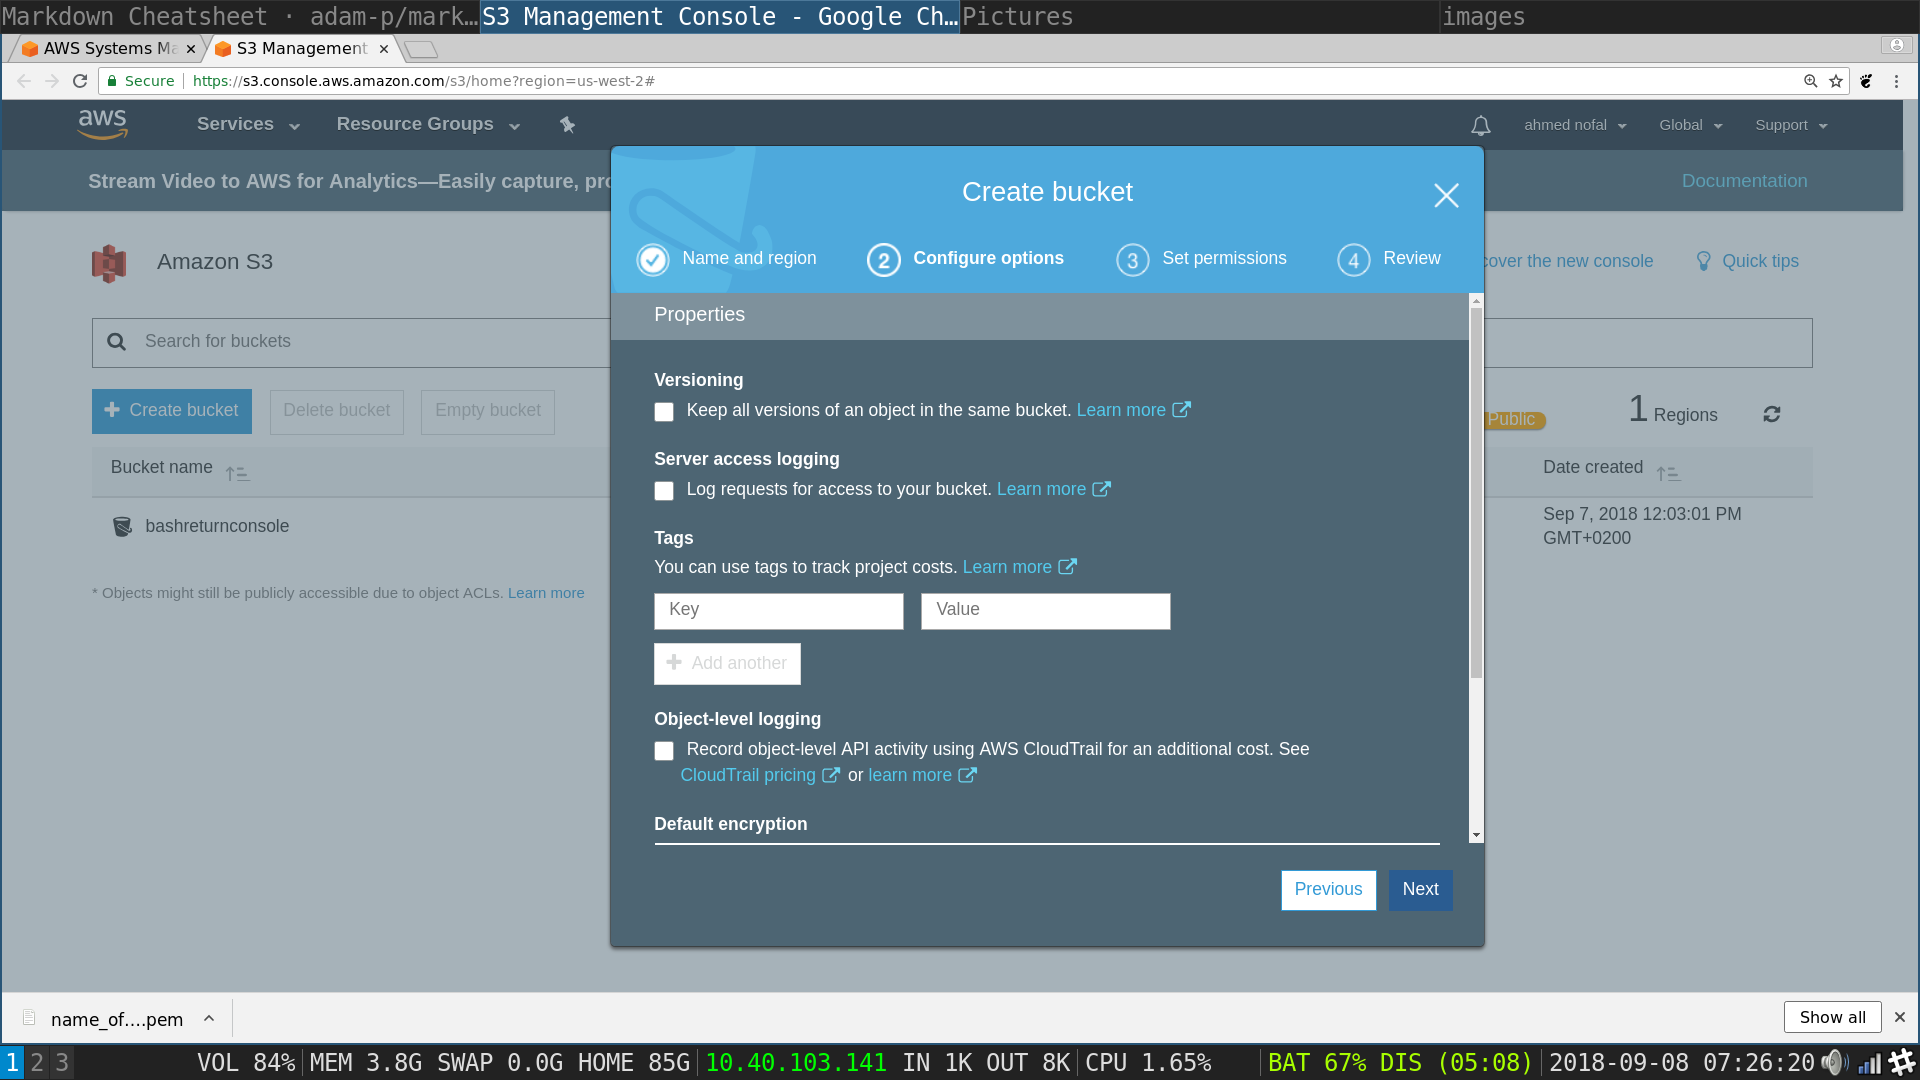 Markdown Cheatsheet · adam-p/mark…
S3 Management Console - Google Ch…
Pictures
images
AWS Systems Ma
S3 Management
Secure
https://s3.console.aws.amazon.com/s3/home?region=us-west-2#
aws
Services
Resource Groups
ahmed nofal
Global
Support
Stream Video to AWS for Analytics—Easily capture, pro
Documentation
Create bucket
Name and region
2 Configure options
3 Set permissions
4 Review
Amazon S3
cover the new console
Quick tips
Search for buckets
Create bucket
Delete bucket
Empty bucket
Public
1 Regions
Bucket name
Date created
bashreturnconsole
Sep 7, 2018 12:03:01 PM
GMT+0200
* Objects might still be publicly accessible due to object ACLs. Learn more
Properties
Versioning
Keep all versions of an object in the same bucket. Learn more
Server access logging
Log requests for access to your bucket. Learn more
Tags
You can use tags to track project costs. Learn more
Key
Value
Add another
Object-level logging
Record object-level API activity using AWS CloudTrail for an additional cost. See
CloudTrail pricing or learn more
Default encryption
Previous
Next
name_of....pem
Show all
1 2 3
VOL 84% MEM 3.8G SWAP 0.0G HOME 85G 10.40.103.141 IN 1K OUT 8K CPU 1.65% BAT 67% DIS (05:08) 2018-09-08 07:26:20